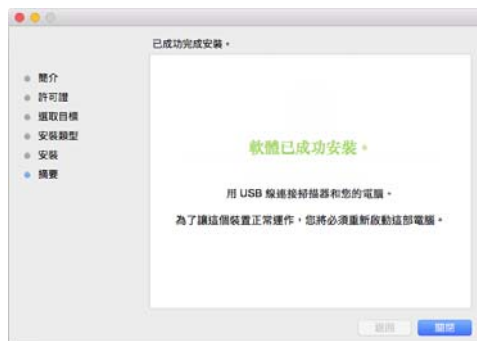 已成功完成安裝。
簡介
許可證
選取目標
安裝類型
安裝
摘要
軟體已成功安裝。
用 USB 線連接掃描器和您的電腦。
為了讓這個裝置正常運作，您將必須重新啟動這部電腦。
關閉